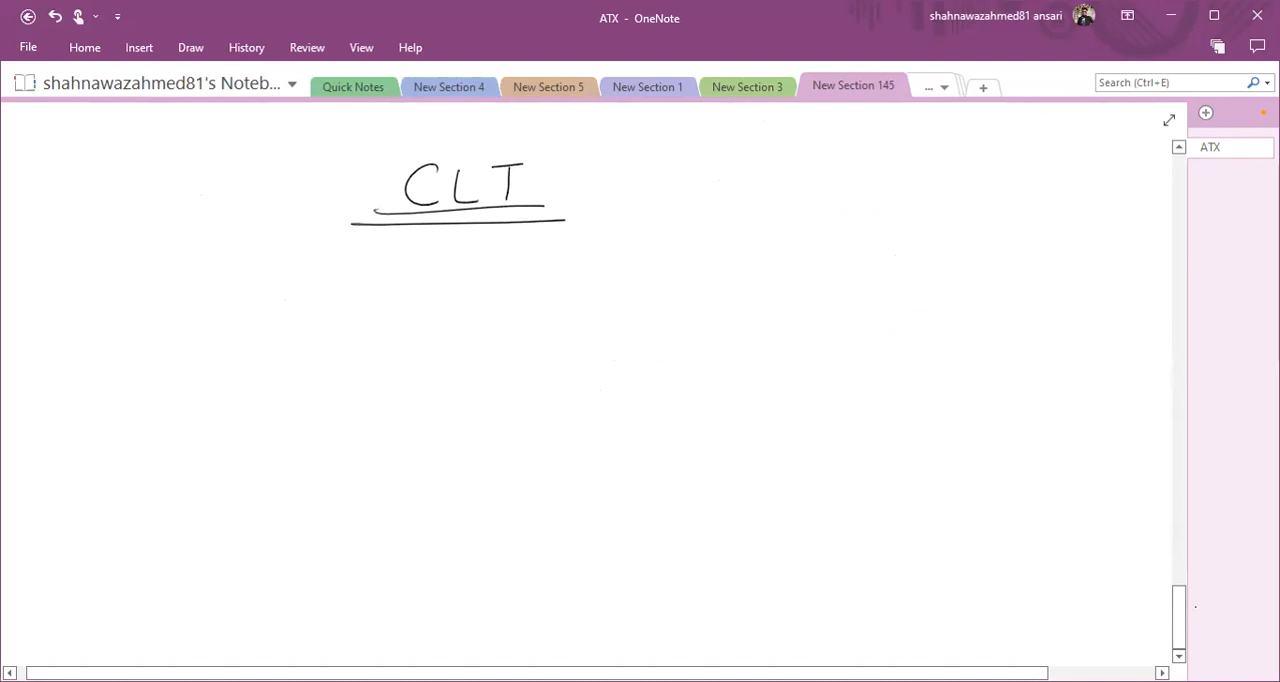 ATX - OneNote
shahnawazahmed81 ansari
File Home Insert Draw History Review View Help
shahnawazahmed81's Noteb...
Quick Notes New Section 4 New Section 5 New Section 1 New Section 3 New Section 145 ... +
Search (Ctrl+E)
ATX
CLT